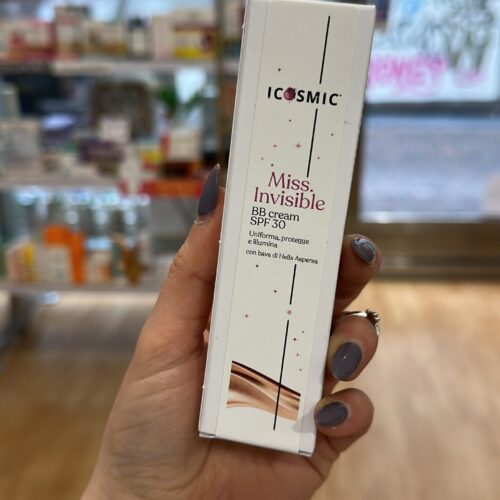 ICOSMIC
Miss.
Invisible
BB cream
SPF 30
Uniforma, protegge
e illumina
con bava di Helix Aspersa